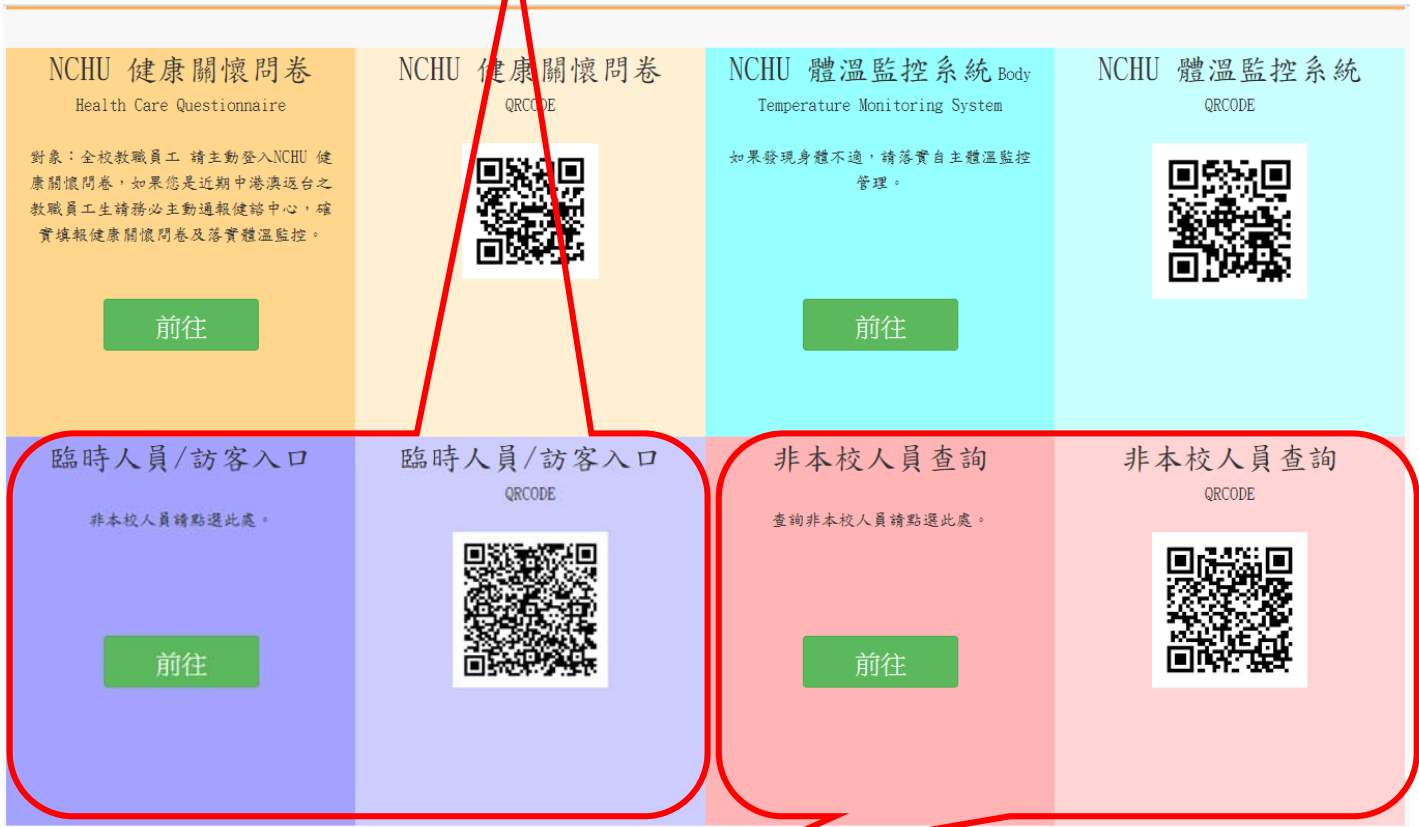 NCHU 健康關懷問卷
Health Care Questionnaire
對象：全校教職員工 請主動登入NCHU 健
康關懷問卷，如果您是近期中港澳返台之
教職員工生請務必主動通報健諮中心，確
實填報健康關懷問卷及落實體溫監控。
前往
NCHU 健康關懷問卷
QRCODE
NCHU 體溫監控系統 Body
Temperature Monitoring System
如果發現身體不適，請落實自主體溫監控
管理。
前往
NCHU 體溫監控系統
QRCODE
臨時人員/訪客入口
非本校人員請點選此處。
前往
臨時人員/訪客入口
QRCODE
非本校人員查詢
查詢非本校人員請點選此處。
前往
非本校人員查詢
QRCODE